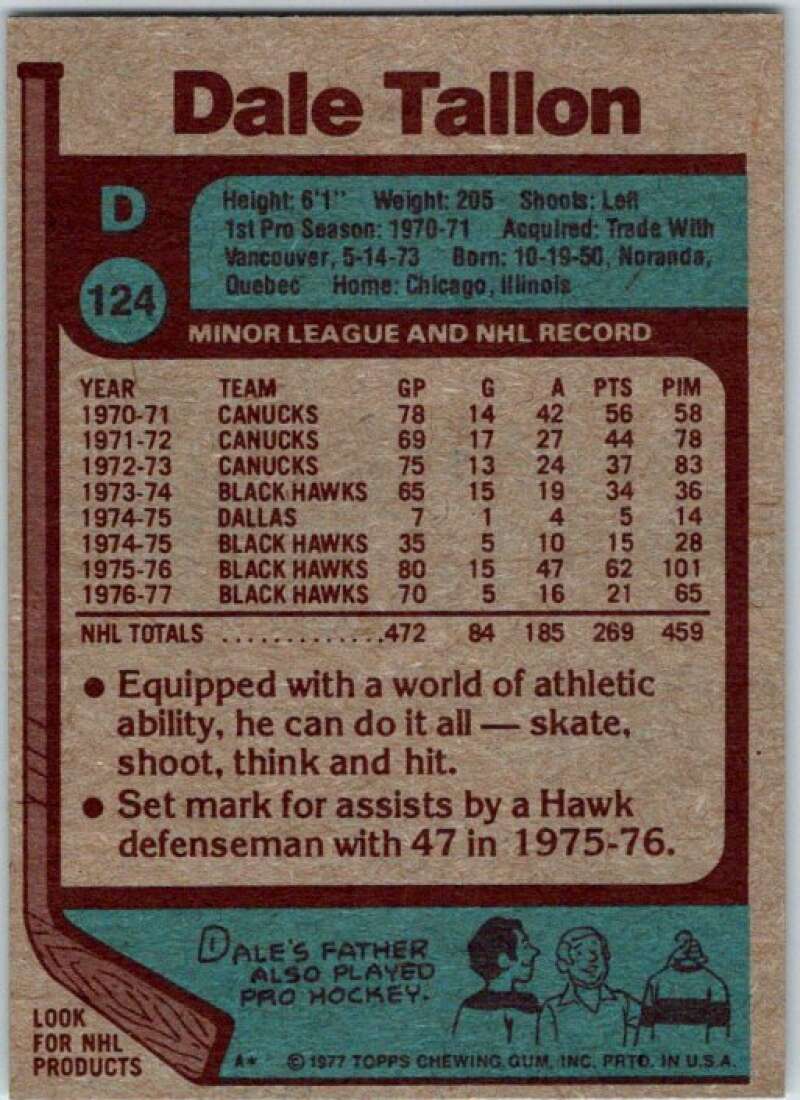 Dale Tallon
D
124
Height: 6'1" Weight: 205 Shoots: Left
1st Pro Season: 1970-71 Acquired: Trade With
Vancouver, 5-14-73 Born: 10-19-50, Noranda,
Quebec Home: Chicago, Illinois
MINOR LEAGUE AND NHL RECORD
YEAR TEAM GP G A PTS PIM
1970-71 CANUCKS 78 14 42 56 58
1971-72 CANUCKS 69 17 27 44 78
1972-73 CANUCKS 75 13 24 37 83
1973-74 BLACK HAWKS 65 15 19 34 36
1974-75 DALLAS 7 1 4 5 14
1974-75 BLACK HAWKS 35 5 10 15 28
1975-76 BLACK HAWKS 80 15 47 62 101
1976-77 BLACK HAWKS 70 5 16 21 65
NHL TOTALS .............472 84 185 269 459
● Equipped with a world of athletic
ability, he can do it all — skate,
shoot, think and hit.
● Set mark for assists by a Hawk
defenseman with 47 in 1975-76.
DALE'S FATHER
ALSO PLAYED
PRO HOCKEY.
LOOK
FOR NHL
PRODUCTS
A* © 1977 TOPPS CHEWING GUM, INC. PRTD. IN U.S.A.